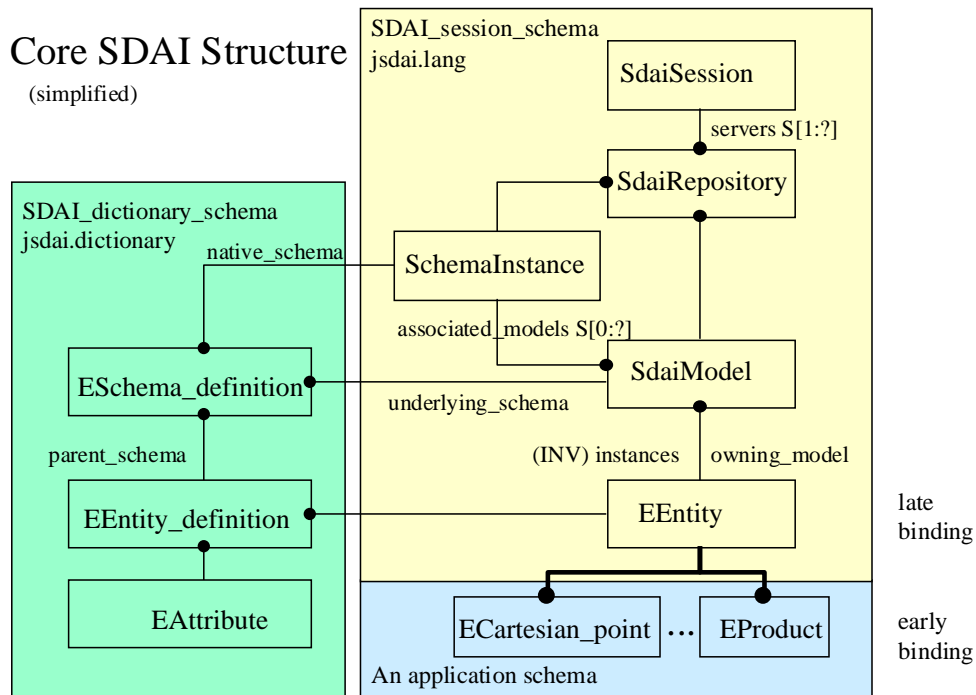 Core SDAI Structure
(simplified)
SDAI_session_schema
jsdai.lang
SdaiSession
servers S[1:?]
SdaiRepository
SDAI_dictionary_schema
jsdai.dictionary
native_schema
SchemaInstance
associated_models S[0:?]
ESchema_definition
SdaiModel
underlying_schema
parent_schema
(INV) instances
owning_model
EEntity_definition
EEntity
late
binding
EAttribute
ECartesian_point
...
EProduct
early
binding
An application schema